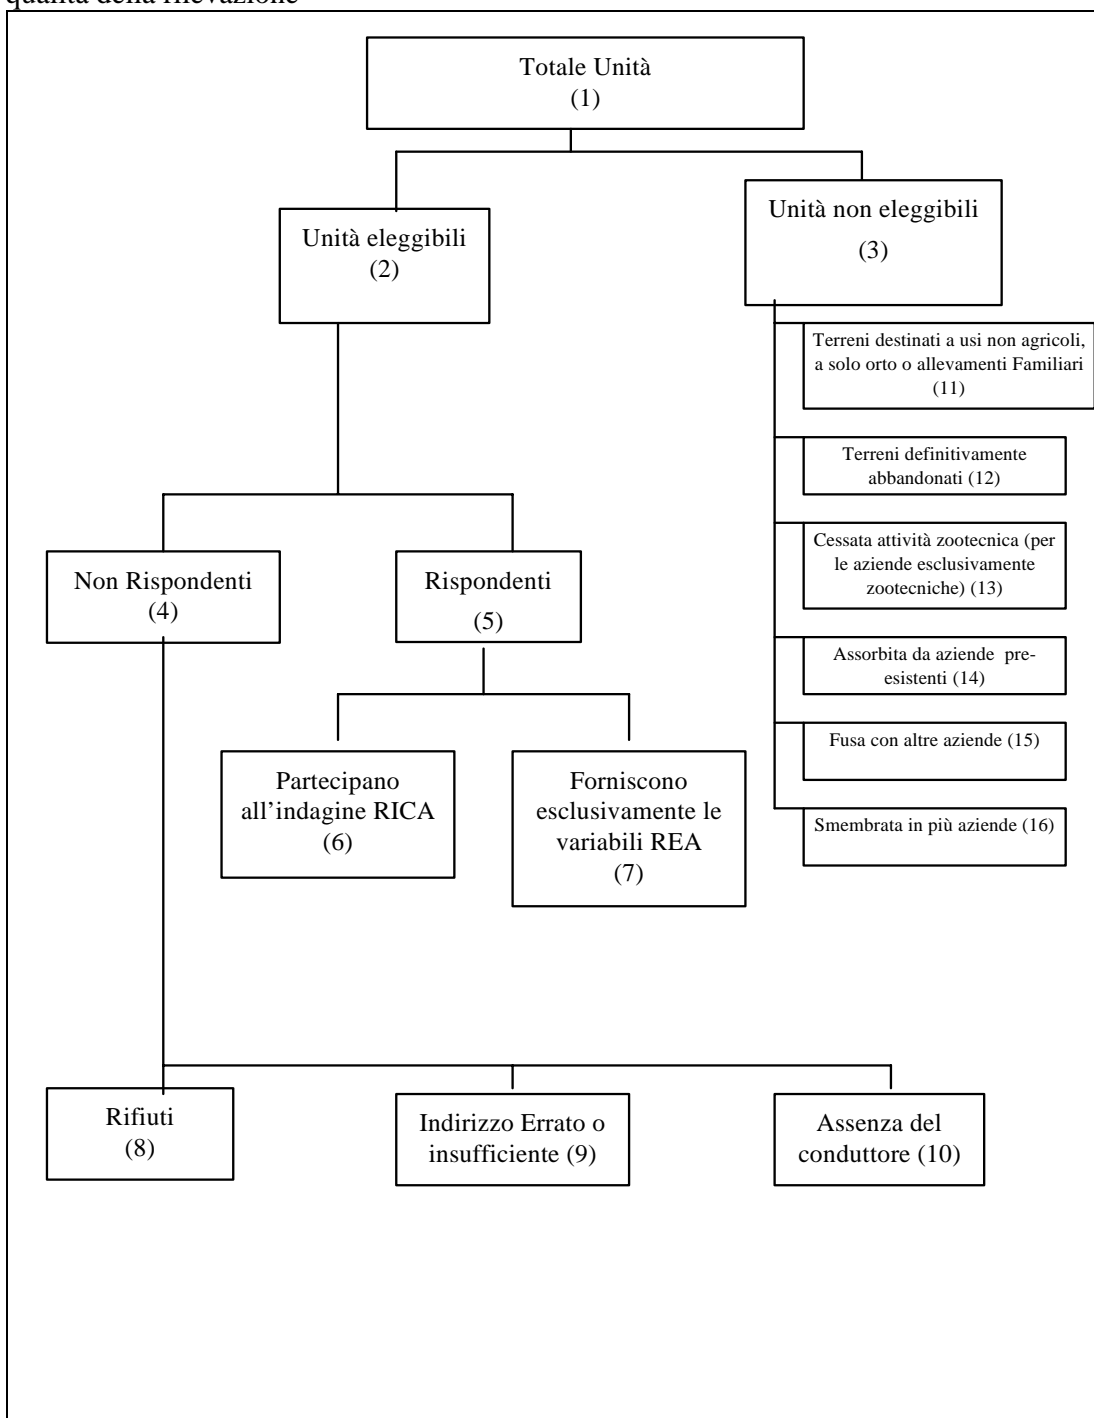 qualità della rilevazione
Totale Unità
(1)
Unità eleggibili
(2)
Unità non eleggibili
(3)
Terreni destinati a usi non agricoli,
a solo orto o allevamenti Familiari
(11)
Terreni definitivamente
abbandonati (12)
Cessata attività zootecnica (per
le aziende esclusivamente
zootecniche) (13)
Assorbita da aziende pre-
esistenti (14)
Fusa con altre aziende (15)
Smembrata in più aziende (16)
Non Rispondenti
(4)
Rispondenti
(5)
Partecipano
all’indagine RICA
(6)
Forniscono
esclusivamente le
variabili REA
(7)
Rifiuti
(8)
Indirizzo Errato o
insufficiente (9)
Assenza del
conduttore (10)